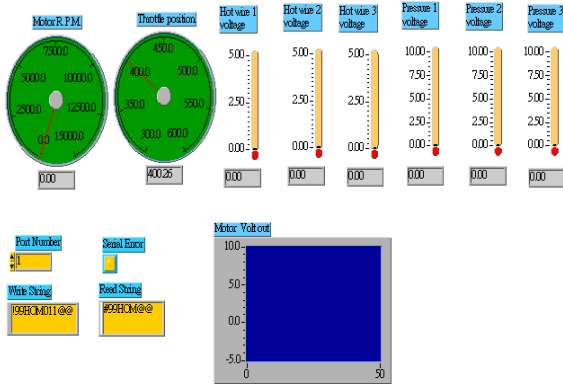 Motor R.P.M.
7500.0
5000.0
10000.0
2500.0
12500.0
0.0
15000.0
0.00
Throttle position
450.0
400.0
500.0
350.0
550.0
300.0
600.0
400.26
Hot wire 1
voltage
5.00
2.50
0.00
0.00
Hot wire 2
voltage
5.00
2.50
0.00
0.00
Hot wire 3
voltage
5.00
2.50
0.00
0.00
Pressure 1
voltage
10.00
7.50
5.00
2.50
0.00
0.00
Pressure 2
voltage
10.00
7.50
5.00
2.50
0.00
0.00
Pressure 3
voltage
10.00
7.50
5.00
2.50
0.00
0.00
Port Number
1
Serial Error
Write String
!99HOM011@@
Read String
#99HOM@@
Motor Volt out
10.0
5.0
0.0
-5.0
0
50